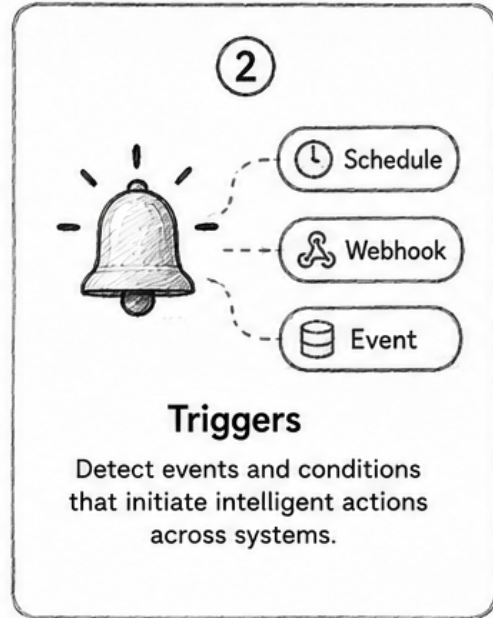 2
Schedule
Webhook
Event
Triggers
Detect events and conditions
that initiate intelligent actions
across systems.